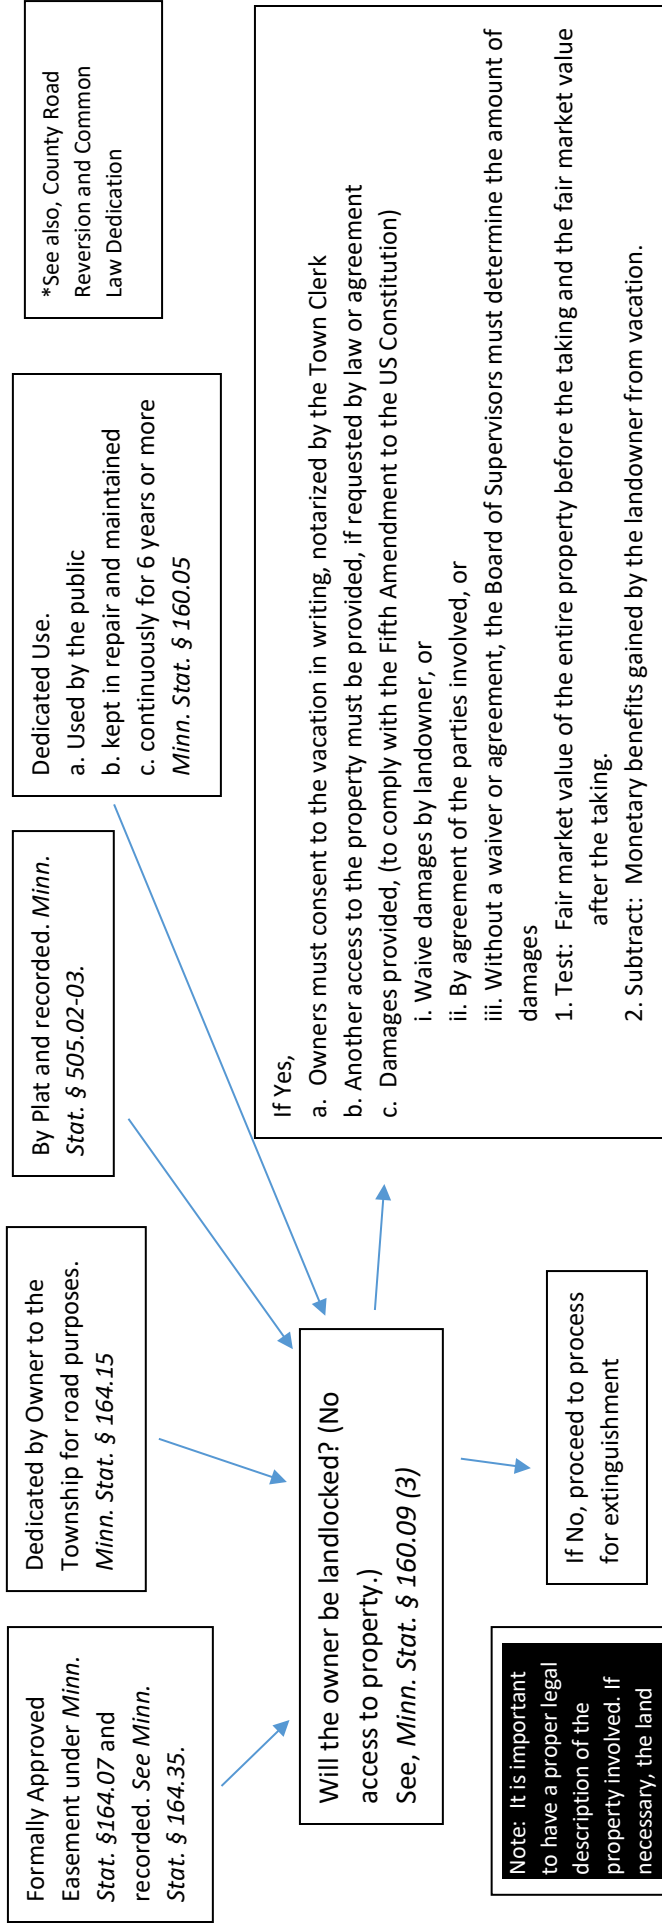 Formally Approved
Easement under Minn.
Stat. §164.07 and
recorded. See Minn.
Stat. § 164.35.
Dedicated by Owner to the
Township for road purposes.
Minn. Stat. § 164.15
By Plat and recorded. Minn.
Stat. § 505.02-03.
Dedicated Use.
a. Used by the public
b. kept in repair and maintained
c. continuously for 6 years or more
Minn. Stat. § 160.05
*See also, County Road
Reversion and Common
Law Dedication
Will the owner be landlocked? (No
access to property.)
See, Minn. Stat. § 160.09 (3)
If Yes,
a. Owners must consent to the vacation in writing, notarized by the Town Clerk
b. Another access to the property must be provided, if requested by law or agreement
c. Damages provided, (to comply with the Fifth Amendment to the US Constitution)
i. Waive damages by landowner, or
ii. By agreement of the parties involved, or
iii. Without a waiver or agreement, the Board of Supervisors must determine the amount of
damages
1. Test: Fair market value of the entire property before the taking and the fair market value
after the taking.
2. Subtract: Monetary benefits gained by the landowner from vacation.
If No, proceed to process
for extinguishment
Note: It is important
to have a proper legal
description of the
property involved. If
necessary, the land